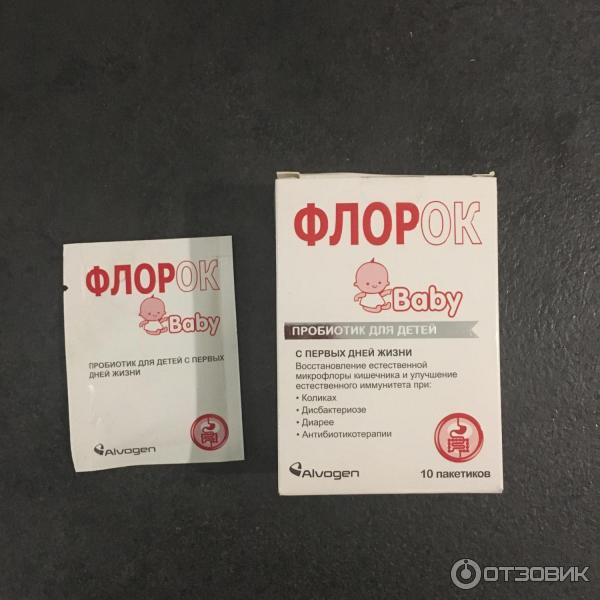 ФЛОРОК
Baby
ПРОБИОТИК ДЛЯ ДЕТЕЙ С ПЕРВЫХ
ДНЕЙ ЖИЗНИ
Alvogen
ФЛОРОК
Baby
ПРОБИОТИК ДЛЯ ДЕТЕЙ
С ПЕРВЫХ ДНЕЙ ЖИЗНИ
Восстановление естественной
микрофлоры кишечника и улучшение
естественного иммунитета при:
• Коликах
• Дисбактериозе
• Диарее
• Антибиотикотерапии
Alvogen
10 пакетиков
ОТЗОВИК